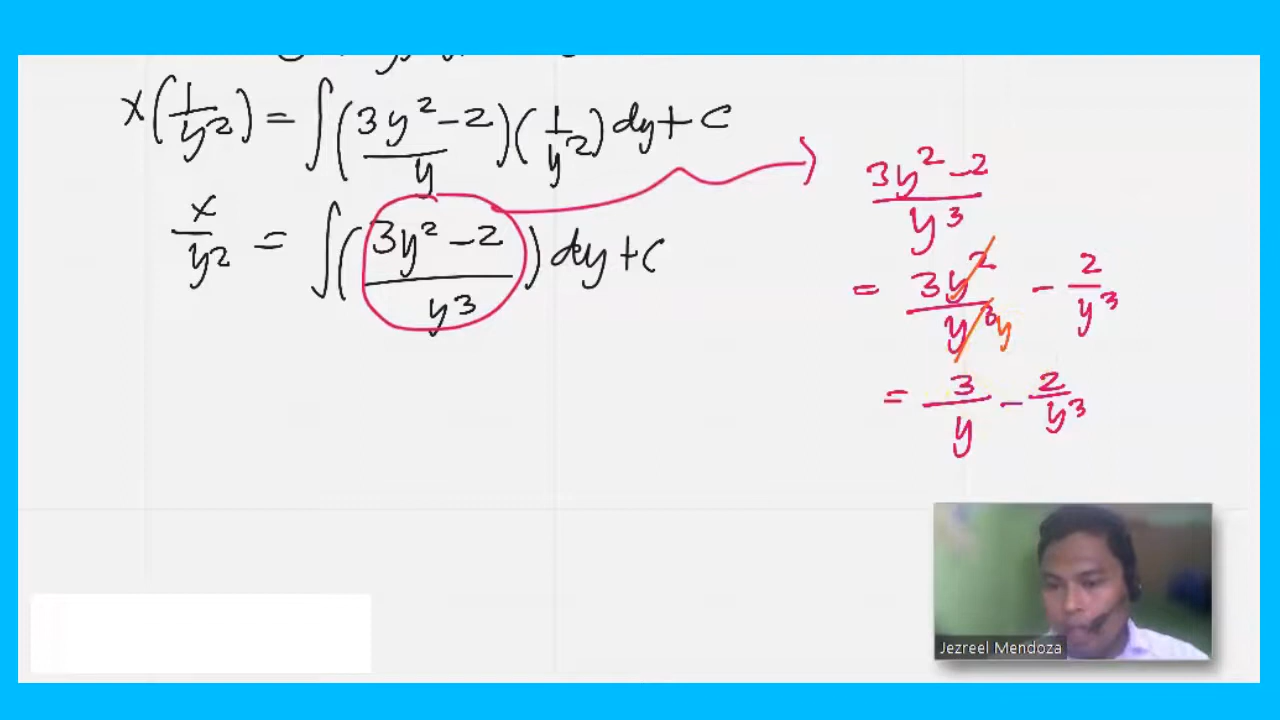 x(1/y²) = ∫((3y²-2)/y)(1/y²)dy+C
x/y² = ∫((3y²-2)/y³)dy+C
(3y²-2)/y³
= 3y²/y³ y - 2/y³
= 3/y - 2/y³
Jezreel Mendoza